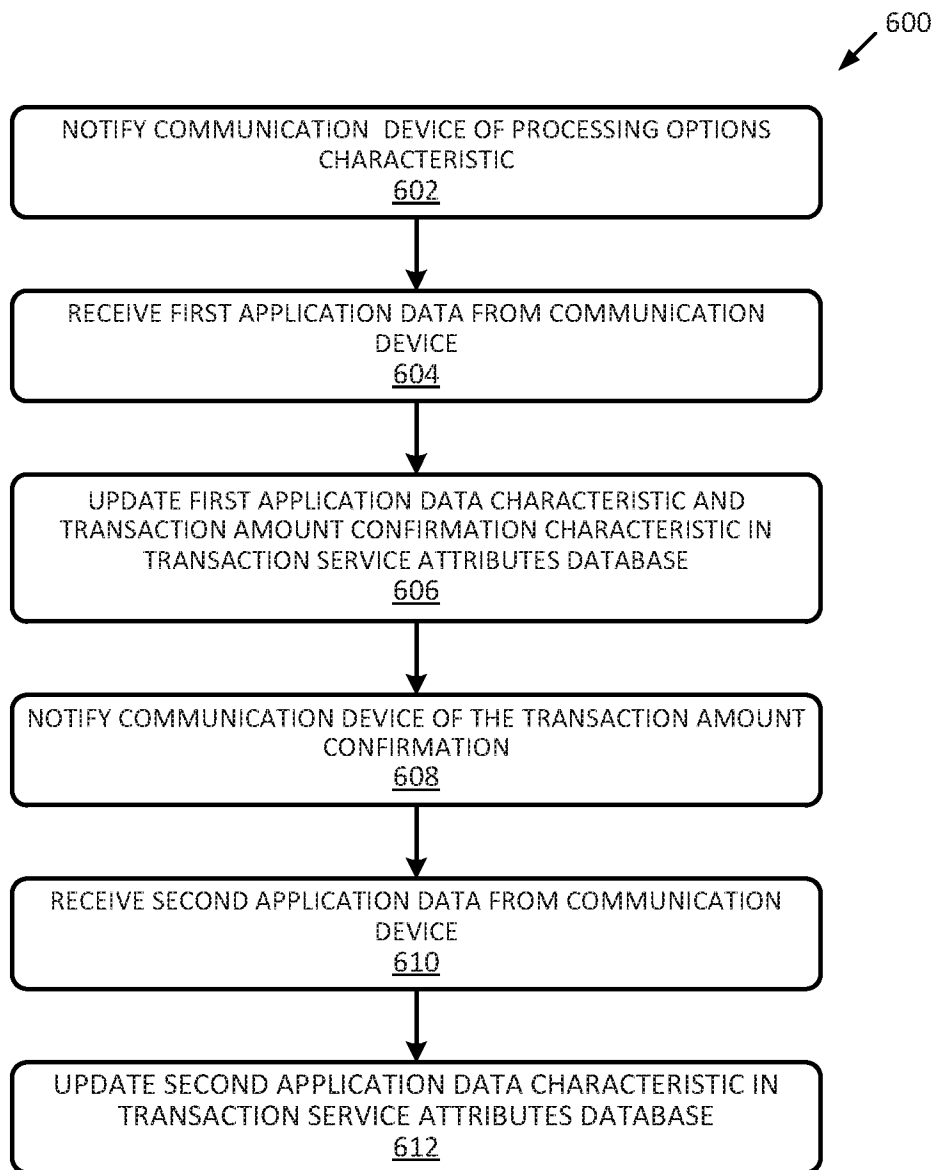 600
NOTIFY COMMUNICATION DEVICE OF PROCESSING OPTIONS
CHARACTERISTIC
602
RECEIVE FIRST APPLICATION DATA FROM COMMUNICATION
DEVICE
604
UPDATE FIRST APPLICATION DATA CHARACTERISTIC AND
TRANSACTION AMOUNT CONFIRMATION CHARACTERISTIC IN
TRANSACTION SERVICE ATTRIBUTES DATABASE
606
NOTIFY COMMUNICATION DEVICE OF THE TRANSACTION AMOUNT
CONFIRMATION
608
RECEIVE SECOND APPLICATION DATA FROM COMMUNICATION
DEVICE
610
UPDATE SECOND APPLICATION DATA CHARACTERISTIC IN
TRANSACTION SERVICE ATTRIBUTES DATABASE
612